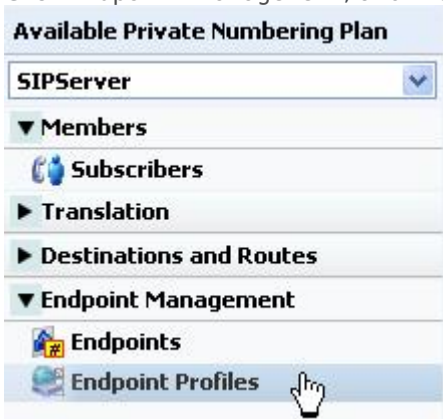 Available Private Numbering Plan
SIPServer
Members
Subscribers
Translation
Destinations and Routes
Endpoint Management
Endpoints
Endpoint Profiles